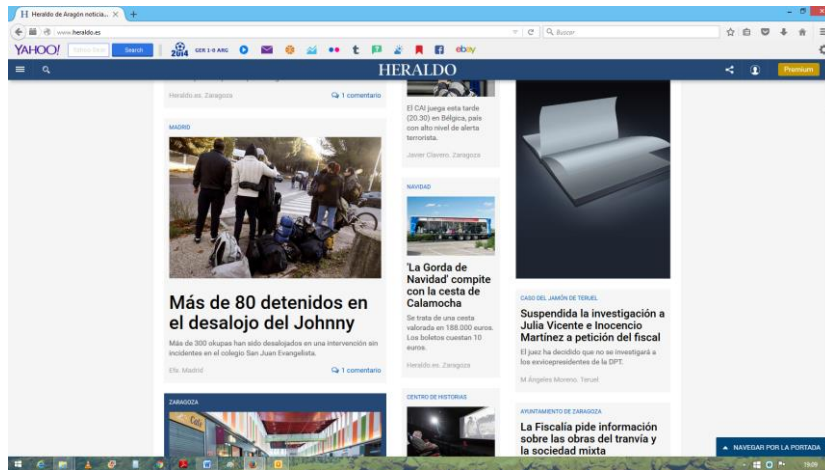 Heraldo de Aragón noticia...
www.heraldo.es
Buscar
YAHOO!
Search
2014
GER 1-0 ARG
ebay
HERALDO
Premium
Heraldo.es. Zaragoza
1 comentario
MADRID
Más de 80 detenidos en
el desalojo del Johnny
Más de 300 okupas han sido desalojados en una intervención sin
incidentes en el colegio San Juan Evangelista.
Efe. Madrid
1 comentario
ZARAGOZA
Café
El CAI juega esta tarde
(20.30) en Bélgica, país
con alto nivel de alerta
terrorista.
Javier Clavero. Zaragoza
NAVIDAD
'La Gorda de
Navidad' compite
con la cesta de
Calamocha
Se trata de una cesta
valorada en 188.000 euros.
Los boletos cuestan 10
euros.
Heraldo.es. Zaragoza
CENTRO DE HISTORIAS
CASO DEL JAMÓN DE TERUEL
Suspendida la investigación a
Julia Vicente e Inocencio
Martínez a petición del fiscal
El juez ha decidido que no se investigará a
los exvicepresidentes de la DPT.
M Ángeles Moreno. Teruel
AYUNTAMIENTO DE ZARAGOZA
La Fiscalía pide información
sobre las obras del tranvía y
la sociedad mixta
NAVEGAR POR LA PORTADA
19:09